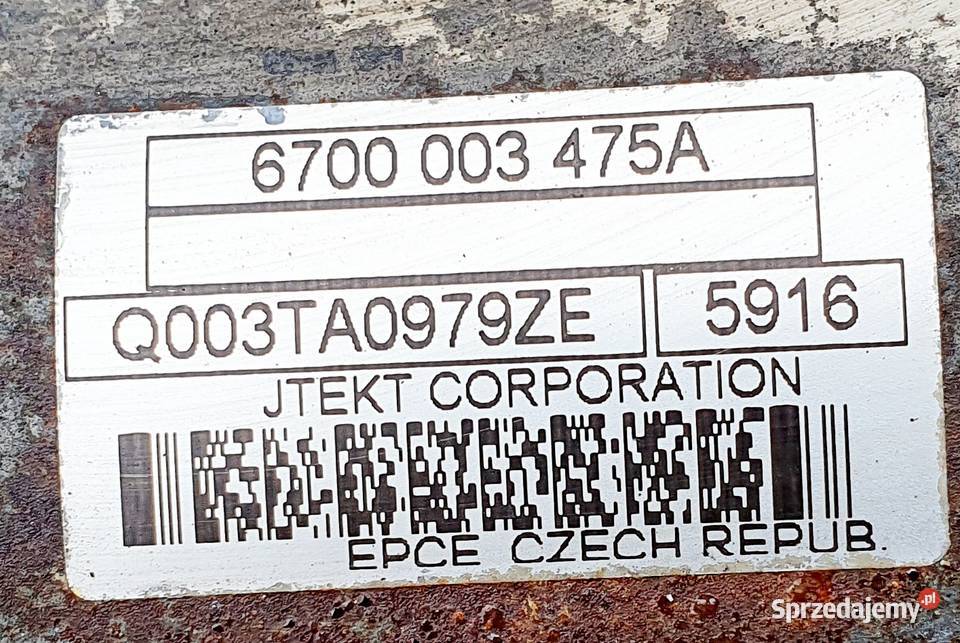 6700 003 475A
Q003TA0979ZE 5916
JTEKT CORPORATION
EPCE CZECH REPUB.
Sprzedajemy.pl